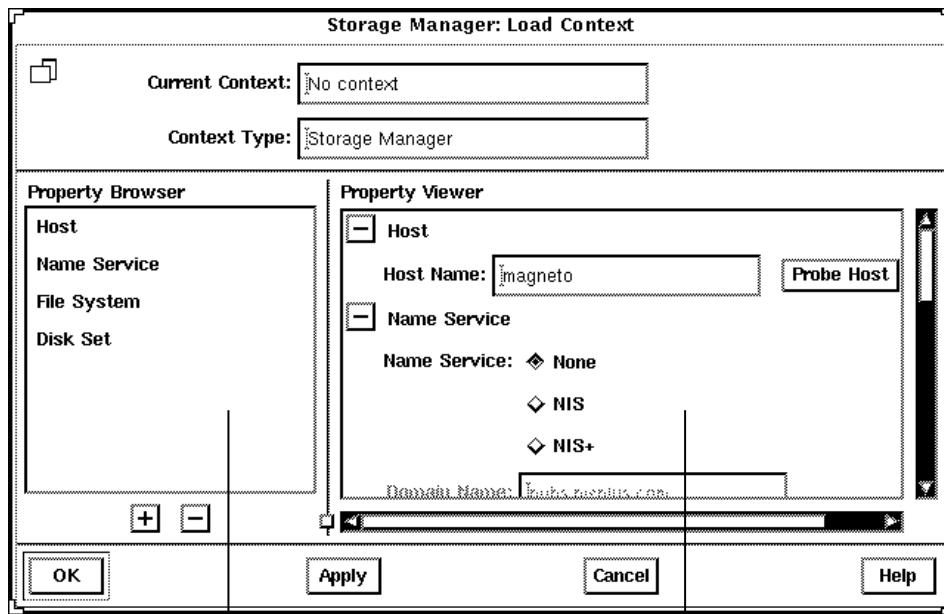 Storage Manager: Load Context
Current Context: No context
Context Type: Storage Manager
Property Browser
Host
Name Service
File System
Disk Set
+ −
Property Viewer
− Host
Host Name: magneto Probe Host
− Name Service
Name Service: None
NIS
NIS+
Domain Name:
OK Apply Cancel Help